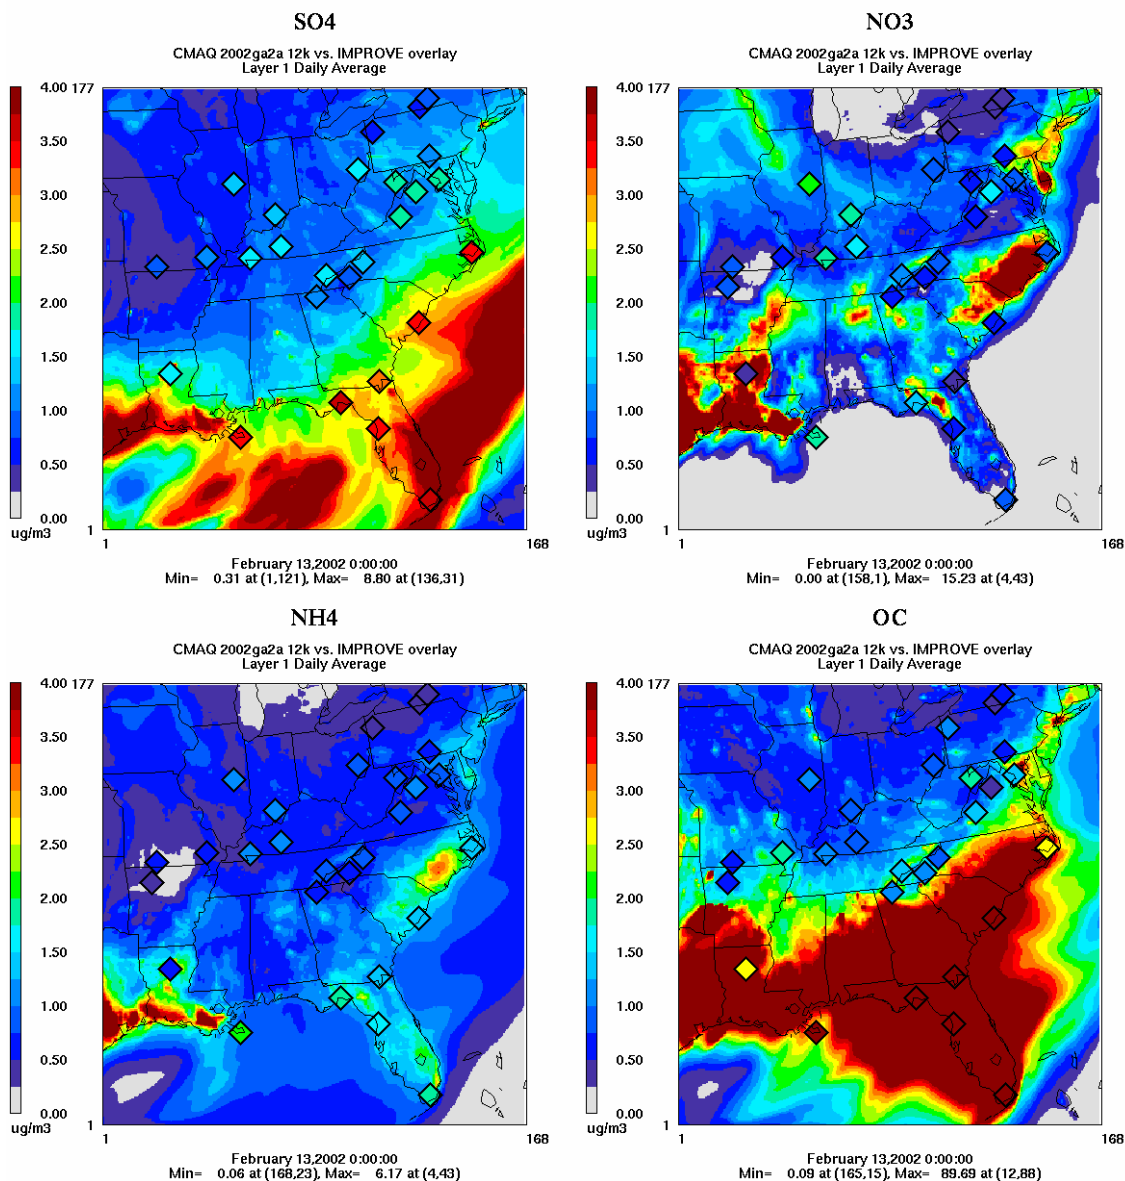 SO4
CMAQ 2002ga2a 12k vs. IMPROVE overlay
Layer 1 Daily Average
4.00
3.50
3.00
2.50
2.00
1.50
1.00
0.50
0.00
ug/m3
177
1
1
168
February 13,2002 0:00:00
Min= 0.31 at (1,121), Max= 8.80 at (136,31)
NO3
CMAQ 2002ga2a 12k vs. IMPROVE overlay
Layer 1 Daily Average
4.00
3.50
3.00
2.50
2.00
1.50
1.00
0.50
0.00
ug/m3
177
1
1
168
February 13,2002 0:00:00
Min= 0.00 at (158,1), Max= 15.23 at (4,43)
NH4
CMAQ 2002ga2a 12k vs. IMPROVE overlay
Layer 1 Daily Average
4.00
3.50
3.00
2.50
2.00
1.50
1.00
0.50
0.00
ug/m3
177
1
1
168
February 13,2002 0:00:00
Min= 0.06 at (168,23), Max= 6.17 at (4,43)
OC
CMAQ 2002ga2a 12k vs. IMPROVE overlay
Layer 1 Daily Average
4.00
3.50
3.00
2.50
2.00
1.50
1.00
0.50
0.00
ug/m3
177
1
1
168
February 13,2002 0:00:00
Min= 0.09 at (165,15), Max= 89.69 at (12,88)